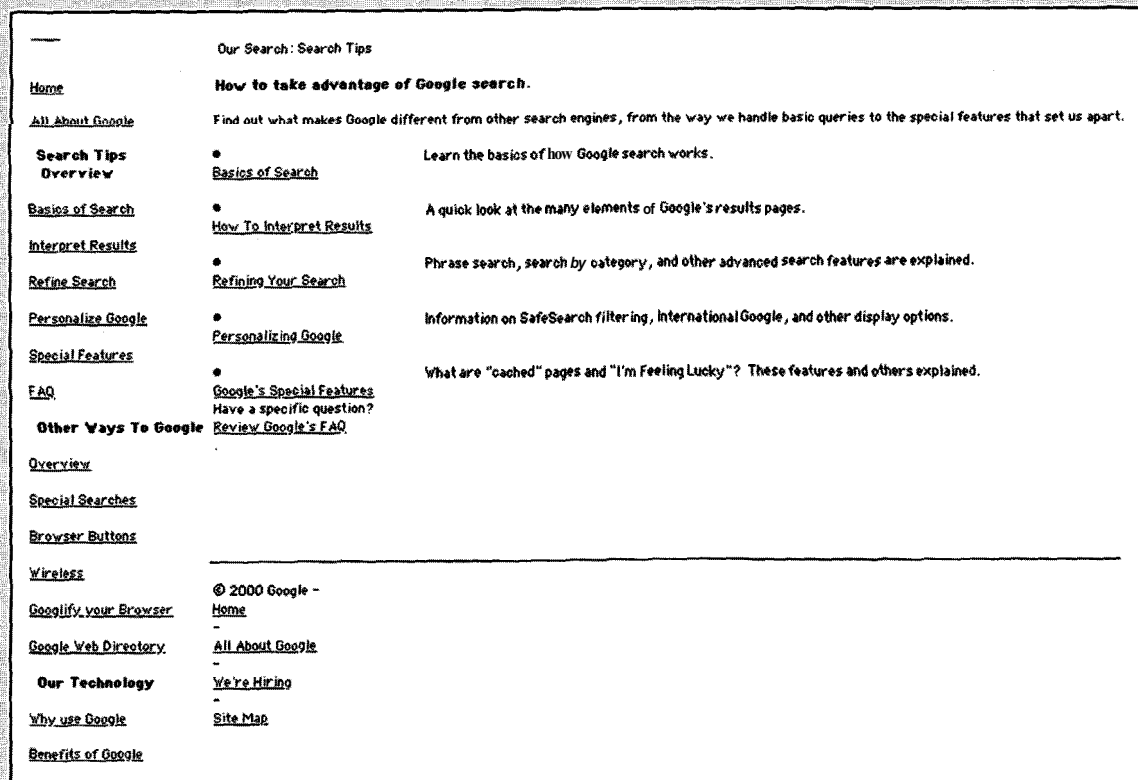 Our Search: Search Tips
Home
How to take advantage of Google search.
All About Google
Find out what makes Google different from other search engines, from the way we handle basic queries to the special features that set us apart.
Search Tips
Overview
Basics of Search
Interpret Results
Refine Search
Personalize Google
Special Features
FAQ
Other Ways To Google
Overview
Special Searches
Browser Buttons
Wireless
Googlify your Browser
Google Web Directory
Our Technology
Why use Google
Benefits of Google
• Learn the basics of how Google search works.
Basics of Search
• A quick look at the many elements of Google's results pages.
How To Interpret Results
• Phrase search, search by category, and other advanced search features are explained.
Refining Your Search
• Information on SafeSearch filtering, International Google, and other display options.
Personalizing Google
• What are "cached" pages and "I'm Feeling Lucky"? These features and others explained.
Google's Special Features
Have a specific question?
Review Google's FAQ
.
© 2000 Google -
Home
-
All About Google
-
We're Hiring
-
Site Map